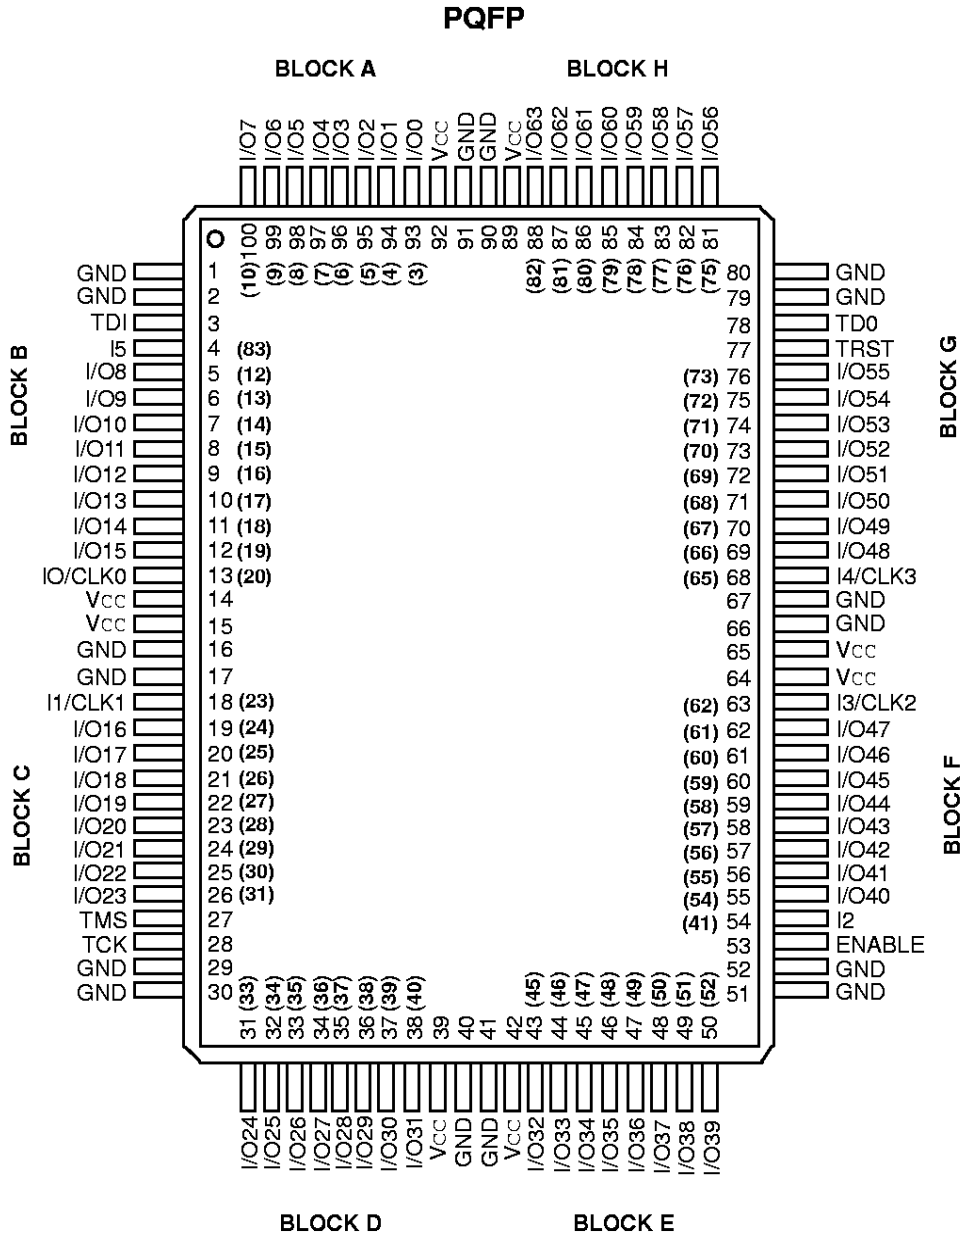 PQFP
BLOCK A
BLOCK H
I/O7
I/O6
I/O5
I/O4
I/O3
I/O2
I/O1
I/O0
Vcc
GND
GND
Vcc
I/O63
I/O62
I/O61
I/O60
I/O59
I/O58
I/O57
I/O56
100 99 98 97 96 95 94 93 92 91 90 89 88 87 86 85 84 83 82 81
(10) (9) (8) (7) (6) (5) (4) (3) (82) (81) (80) (79) (78) (77) (76) (75)
BLOCK B
BLOCK G
GND 1 80 GND
GND 2 79 GND
TDI 3 78 TD0
I5 4 (83) 77 TRST
I/O8 5 (12) (73) 76 I/O55
I/O9 6 (13) (72) 75 I/O54
I/O10 7 (14) (71) 74 I/O53
I/O11 8 (15) (70) 73 I/O52
I/O12 9 (16) (69) 72 I/O51
I/O13 10 (17) (68) 71 I/O50
I/O14 11 (18) (67) 70 I/O49
I/O15 12 (19) (66) 69 I/O48
IO/CLK0 13 (20) (65) 68 I4/CLK3
Vcc 14 67 GND
Vcc 15 66 GND
GND 16 65 Vcc
GND 17 64 Vcc
I1/CLK1 18 (23) (62) 63 I3/CLK2
I/O16 19 (24) (61) 62 I/O47
I/O17 20 (25) (60) 61 I/O46
I/O18 21 (26) (59) 60 I/O45
I/O19 22 (27) (58) 59 I/O44
I/O20 23 (28) (57) 58 I/O43
I/O21 24 (29) (56) 57 I/O42
I/O22 25 (30) (55) 56 I/O41
I/O23 26 (31) (54) 55 I/O40
TMS 27 (41) 54 I2
TCK 28 53 ENABLE
GND 29 52 GND
GND 30 51 GND
BLOCK C
BLOCK F
(33) (34) (35) (36) (37) (38) (39) (40) (45) (46) (47) (48) (49) (50) (51) (52)
31 32 33 34 35 36 37 38 39 40 41 42 43 44 45 46 47 48 49 50
I/O24
I/O25
I/O26
I/O27
I/O28
I/O29
I/O30
I/O31
Vcc
GND
GND
Vcc
I/O32
I/O33
I/O34
I/O35
I/O36
I/O37
I/O38
I/O39
BLOCK D
BLOCK E